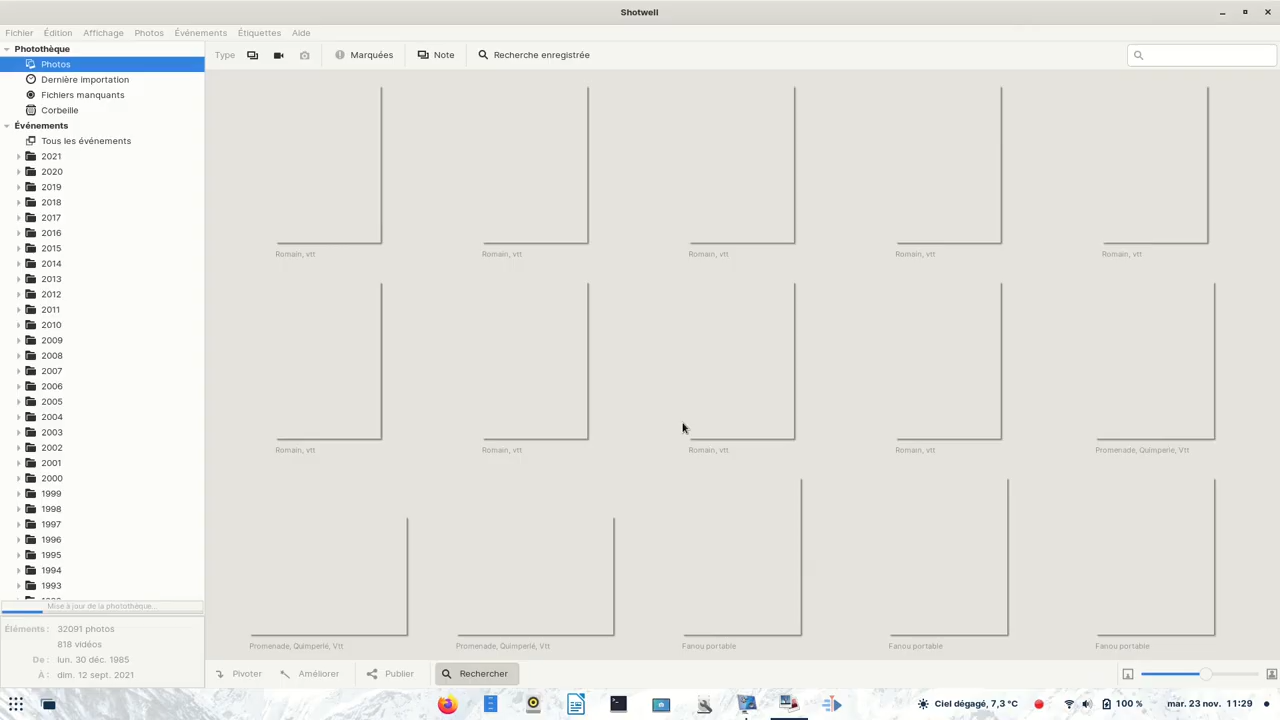 Shotwell
Fichier Édition Affichage Photos Événements Étiquettes Aide
Photothèque
Photos
Dernière importation
Fichiers manquants
Corbeille
Événements
Tous les événements
2021
2020
2019
2018
2017
2016
2015
2014
2013
2012
2011
2010
2009
2008
2007
2006
2005
2004
2003
2002
2001
2000
1999
1998
1997
1996
1995
1994
1993
Mise à jour de la photothèque...
Éléments : 32091 photos
818 vidéos
De : lun. 30 déc. 1985
À : dim. 12 sept. 2021
Type Marquées Note Recherche enregistrée
Romain, vtt Romain, vtt Romain, vtt Romain, vtt Romain, vtt
Romain, vtt Romain, vtt Romain, vtt Romain, vtt Promenade, Quimperlé, Vtt
Promenade, Quimperlé, Vtt Promenade, Quimperlé, Vtt Fanou portable Fanou portable Fanou portable
Pivoter Améliorer Publier Rechercher
Ciel dégagé, 7,3 °C 100 % mar. 23 nov. 11:29